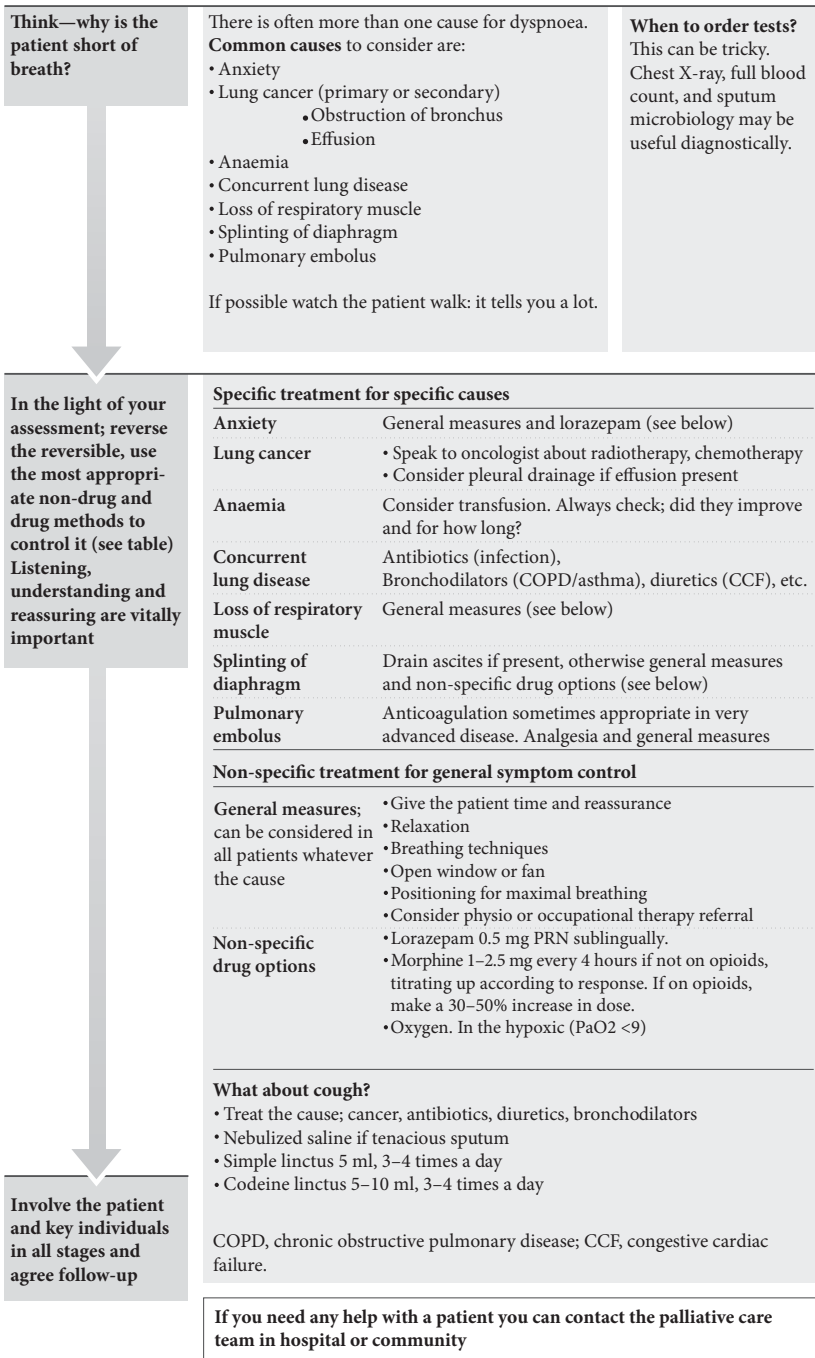 Think—why is the
patient short of
breath?
There is often more than one cause for dyspnoea.
Common causes to consider are:
• Anxiety
• Lung cancer (primary or secondary)
• Obstruction of bronchus
• Effusion
• Anaemia
• Concurrent lung disease
• Loss of respiratory muscle
• Splinting of diaphragm
• Pulmonary embolus
If possible watch the patient walk: it tells you a lot.
When to order tests?
This can be tricky.
Chest X-ray, full blood
count, and sputum
microbiology may be
useful diagnostically.
In the light of your
assessment; reverse
the reversible, use
the most appropri-
ate non-drug and
drug methods to
control it (see table)
Listening,
understanding and
reassuring are vitally
important
Specific treatment for specific causes
Anxiety General measures and lorazepam (see below)
Lung cancer • Speak to oncologist about radiotherapy, chemotherapy
• Consider pleural drainage if effusion present
Anaemia Consider transfusion. Always check; did they improve
and for how long?
Concurrent Antibiotics (infection),
lung disease Bronchodilators (COPD/asthma), diuretics (CCF), etc.
Loss of respiratory General measures (see below)
muscle
Splinting of Drain ascites if present, otherwise general measures
diaphragm and non-specific drug options (see below)
Pulmonary Anticoagulation sometimes appropriate in very
embolus advanced disease. Analgesia and general measures
Non-specific treatment for general symptom control
General measures;
can be considered in
all patients whatever
the cause
• Give the patient time and reassurance
• Relaxation
• Breathing techniques
• Open window or fan
• Positioning for maximal breathing
• Consider physio or occupational therapy referral
Non-specific
drug options
• Lorazepam 0.5 mg PRN sublingually.
• Morphine 1–2.5 mg every 4 hours if not on opioids,
titrating up according to response. If on opioids,
make a 30–50% increase in dose.
• Oxygen. In the hypoxic (PaO2 <9)
What about cough?
• Treat the cause; cancer, antibiotics, diuretics, bronchodilators
• Nebulized saline if tenacious sputum
• Simple linctus 5 ml, 3–4 times a day
• Codeine linctus 5–10 ml, 3–4 times a day
Involve the patient
and key individuals
in all stages and
agree follow-up
COPD, chronic obstructive pulmonary disease; CCF, congestive cardiac
failure.
If you need any help with a patient you can contact the palliative care
team in hospital or community